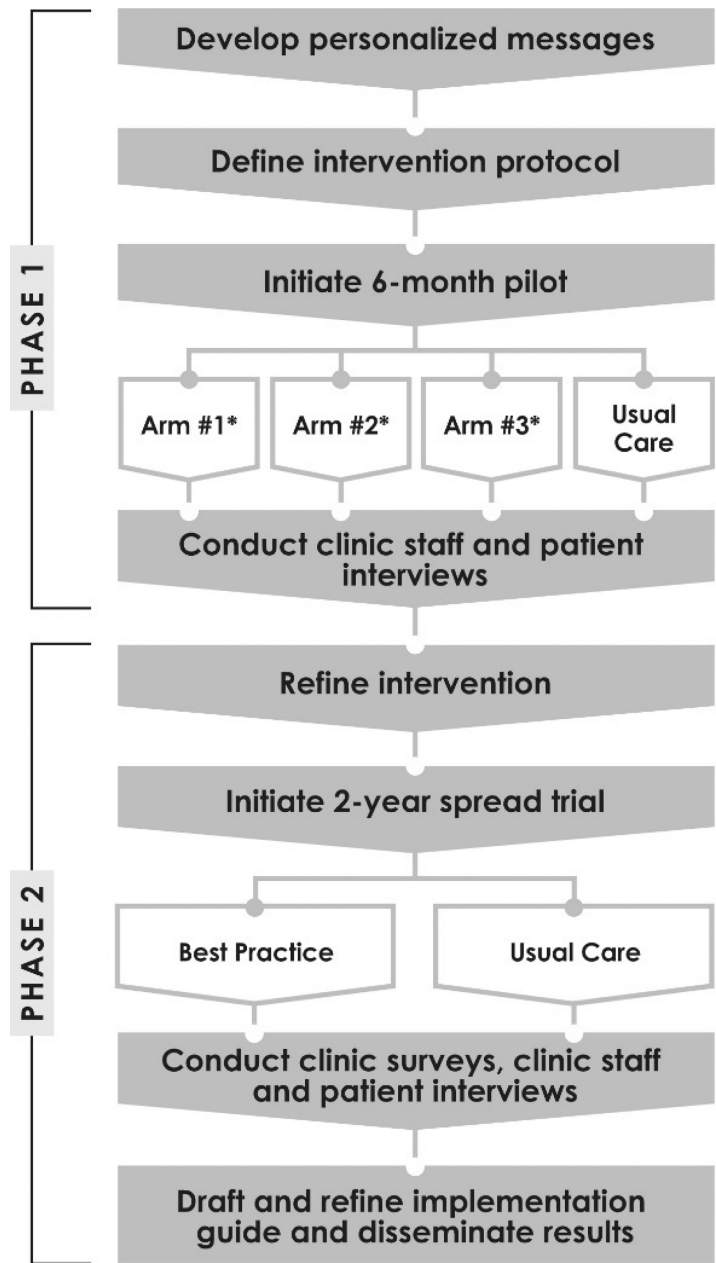 PHASE 1
Develop personalized messages
Define intervention protocol
Initiate 6-month pilot
Arm #1*
Arm #2*
Arm #3*
Usual
Care
Conduct clinic staff and patient
interviews
PHASE 2
Refine intervention
Initiate 2-year spread trial
Best Practice
Usual Care
Conduct clinic surveys, clinic staff
and patient interviews
Draft and refine implementation
guide and disseminate results